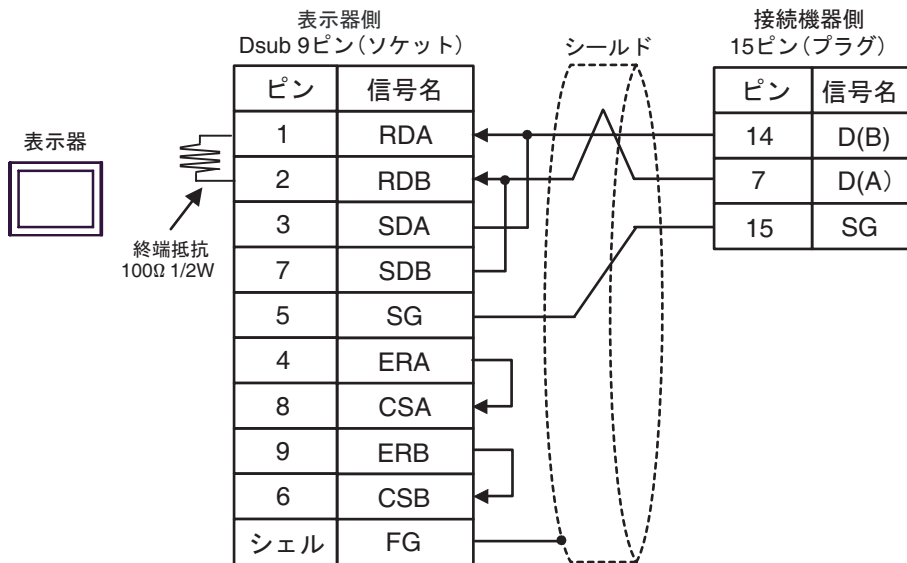 表示器側
Dsub 9ピン(ソケット)
シールド
接続機器側
15ピン(プラグ)
表示器
終端抵抗
100Ω 1/2W
ピン 信号名
1 RDA
2 RDB
3 SDA
7 SDB
5 SG
4 ERA
8 CSA
9 ERB
6 CSB
シェル FG
ピン 信号名
14 D(B)
7 D(A)
15 SG